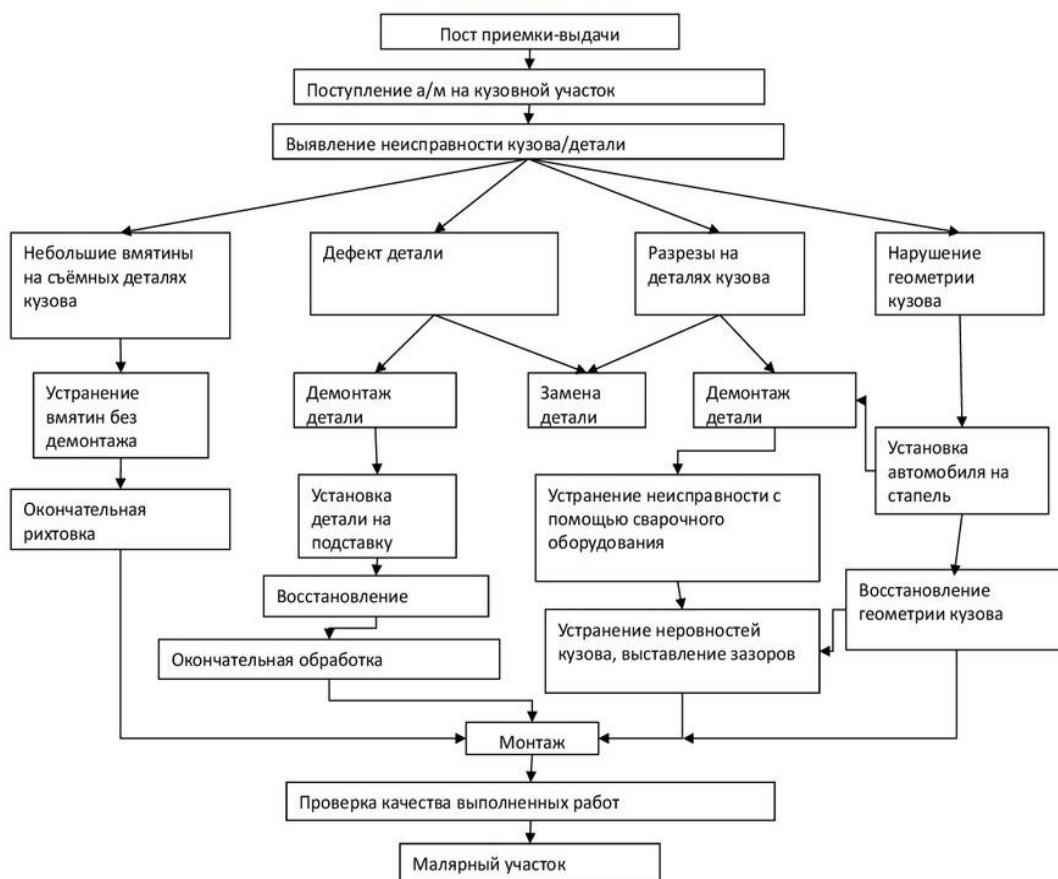 Пост приемки-выдачи
Поступление а/м на кузовной участок
Выявление неисправности кузова/детали
Небольшие вмятины
на съёмных деталях
кузова
Дефект детали
Разрезы на
деталях кузова
Нарушение
геометрии
кузова
Устранение
вмятин без
демонтажа
Демонтаж
детали
Замена
детали
Демонтаж
детали
Установка
автомобиля на
стапель
Окончательная
рихтовка
Установка
детали на
подставку
Устранение неисправности с
помощью сварочного
оборудования
Восстановление
Восстановление
геометрии кузова
Устранение неровностей
кузова, выставление зазоров
Окончательная обработка
Монтаж
Проверка качества выполненных работ
Малярный участок